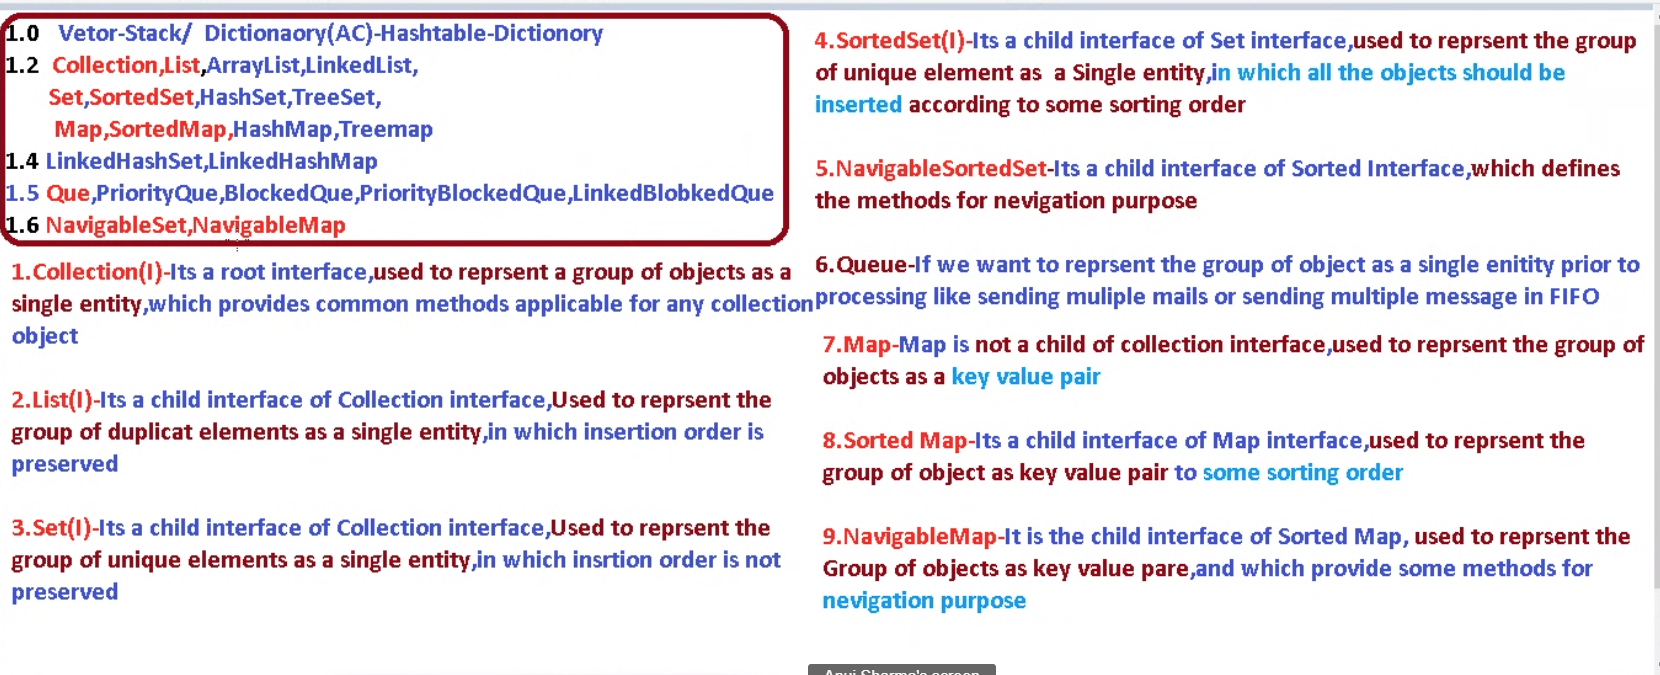 1.0 Vetor-Stack/ Dictionaory(AC)-Hashtable-Dictionory
1.2 Collection,List,ArrayList,LinkedList,
Set,SortedSet,HashSet,TreeSet,
Map,SortedMap,HashMap,Treemap
1.4 LinkedHashSet,LinkedHashMap
1.5 Que,PriorityQue,BlockedQue,PriorityBlockedQue,LinkedBlobkedQue
1.6 NavigableSet,NavigableMap
1.Collection(I)-Its a root interface,used to reprsent a group of objects as a
single entity,which provides common methods applicable for any collection
object
2.List(I)-Its a child interface of Collection interface,Used to reprsent the
group of duplicat elements as a single entity,in which insertion order is
preserved
3.Set(I)-Its a child interface of Collection interface,Used to reprsent the
group of unique elements as a single entity,in which insrtion order is not
preserved
4.SortedSet(I)-Its a child interface of Set interface,used to reprsent the group
of unique element as a Single entity,in which all the objects should be
inserted according to some sorting order
5.NavigableSortedSet-Its a child interface of Sorted Interface,which defines
the methods for nevigation purpose
6.Queue-If we want to reprsent the group of object as a single enitity prior to
processing like sending muliple mails or sending multiple message in FIFO
7.Map-Map is not a child of collection interface,used to reprsent the group of
objects as a key value pair
8.Sorted Map-Its a child interface of Map interface,used to reprsent the
group of object as key value pair to some sorting order
9.NavigableMap-It is the child interface of Sorted Map, used to reprsent the
Group of objects as key value pare,and which provide some methods for
nevigation purpose